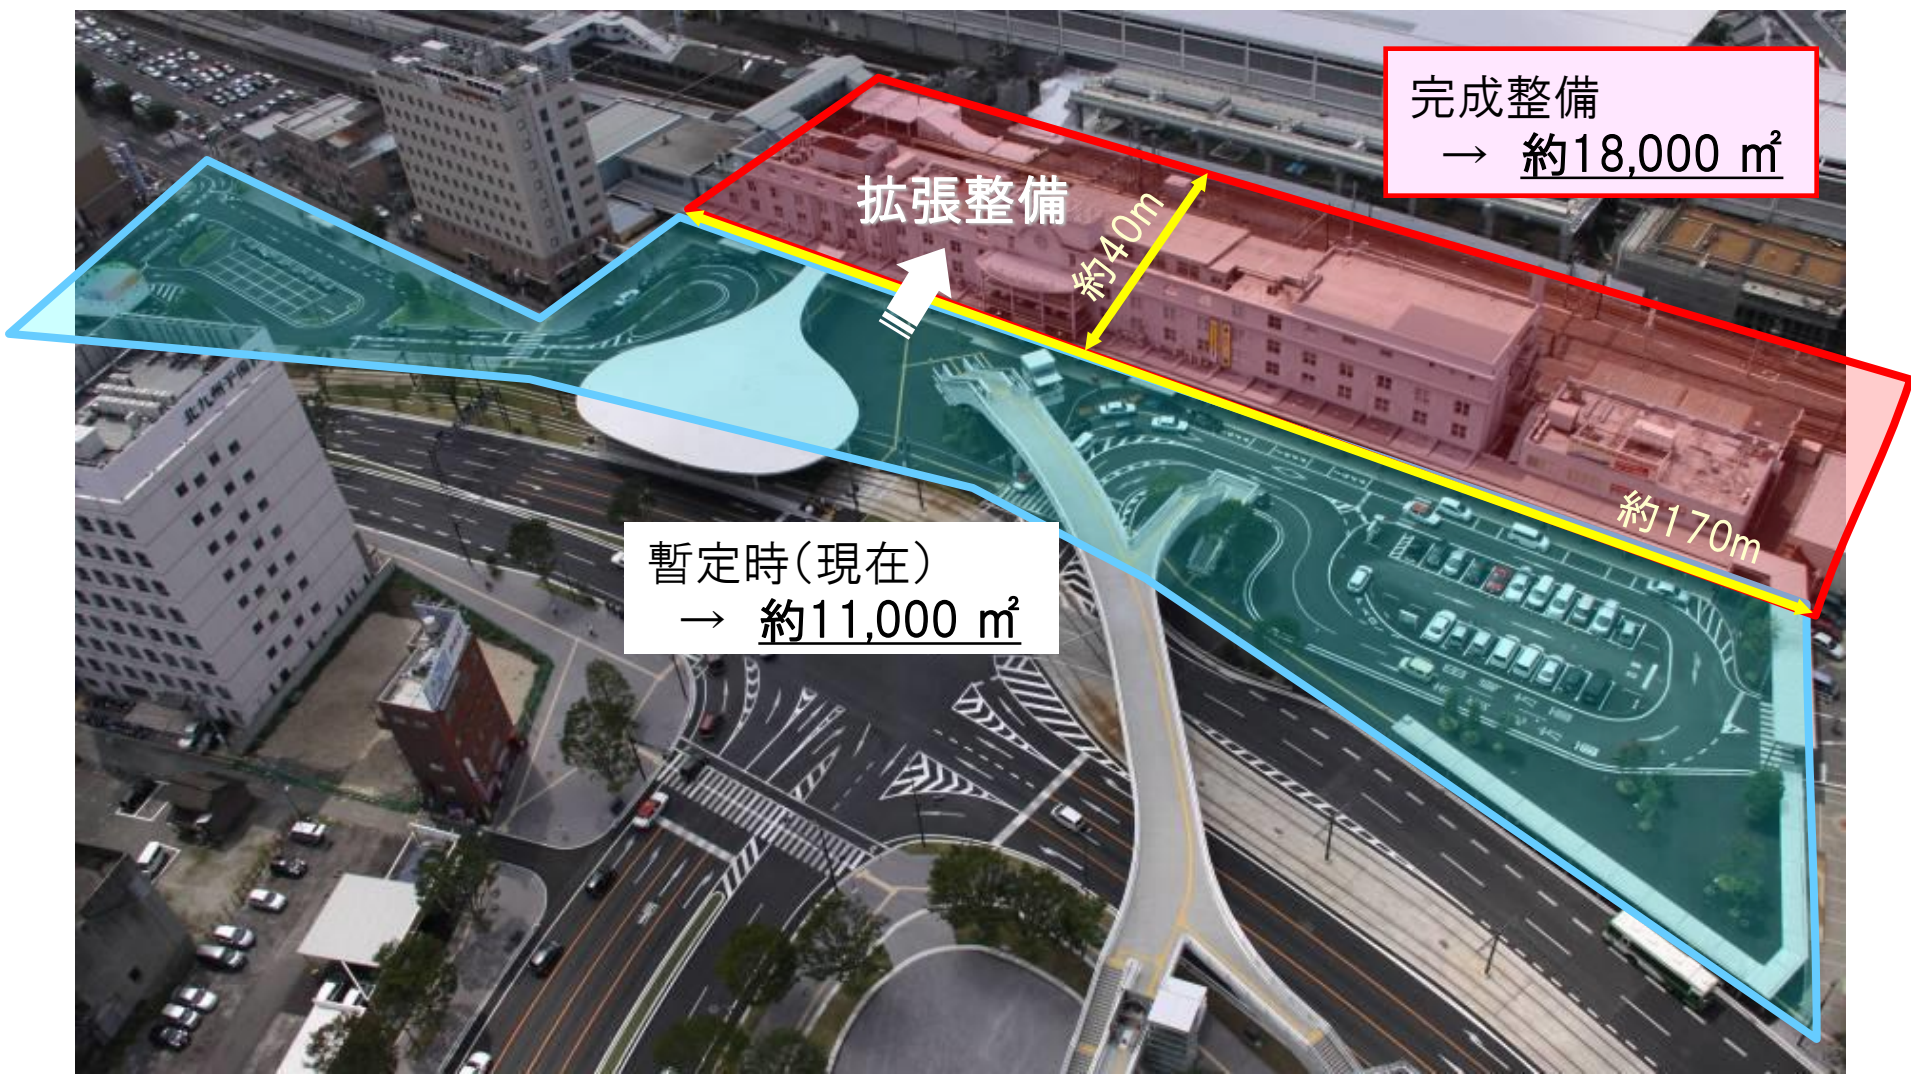 完成整備
→ 約18,000 ㎡
拡張整備
約40m
約170m
暫定時（現在）
→ 約11,000 ㎡